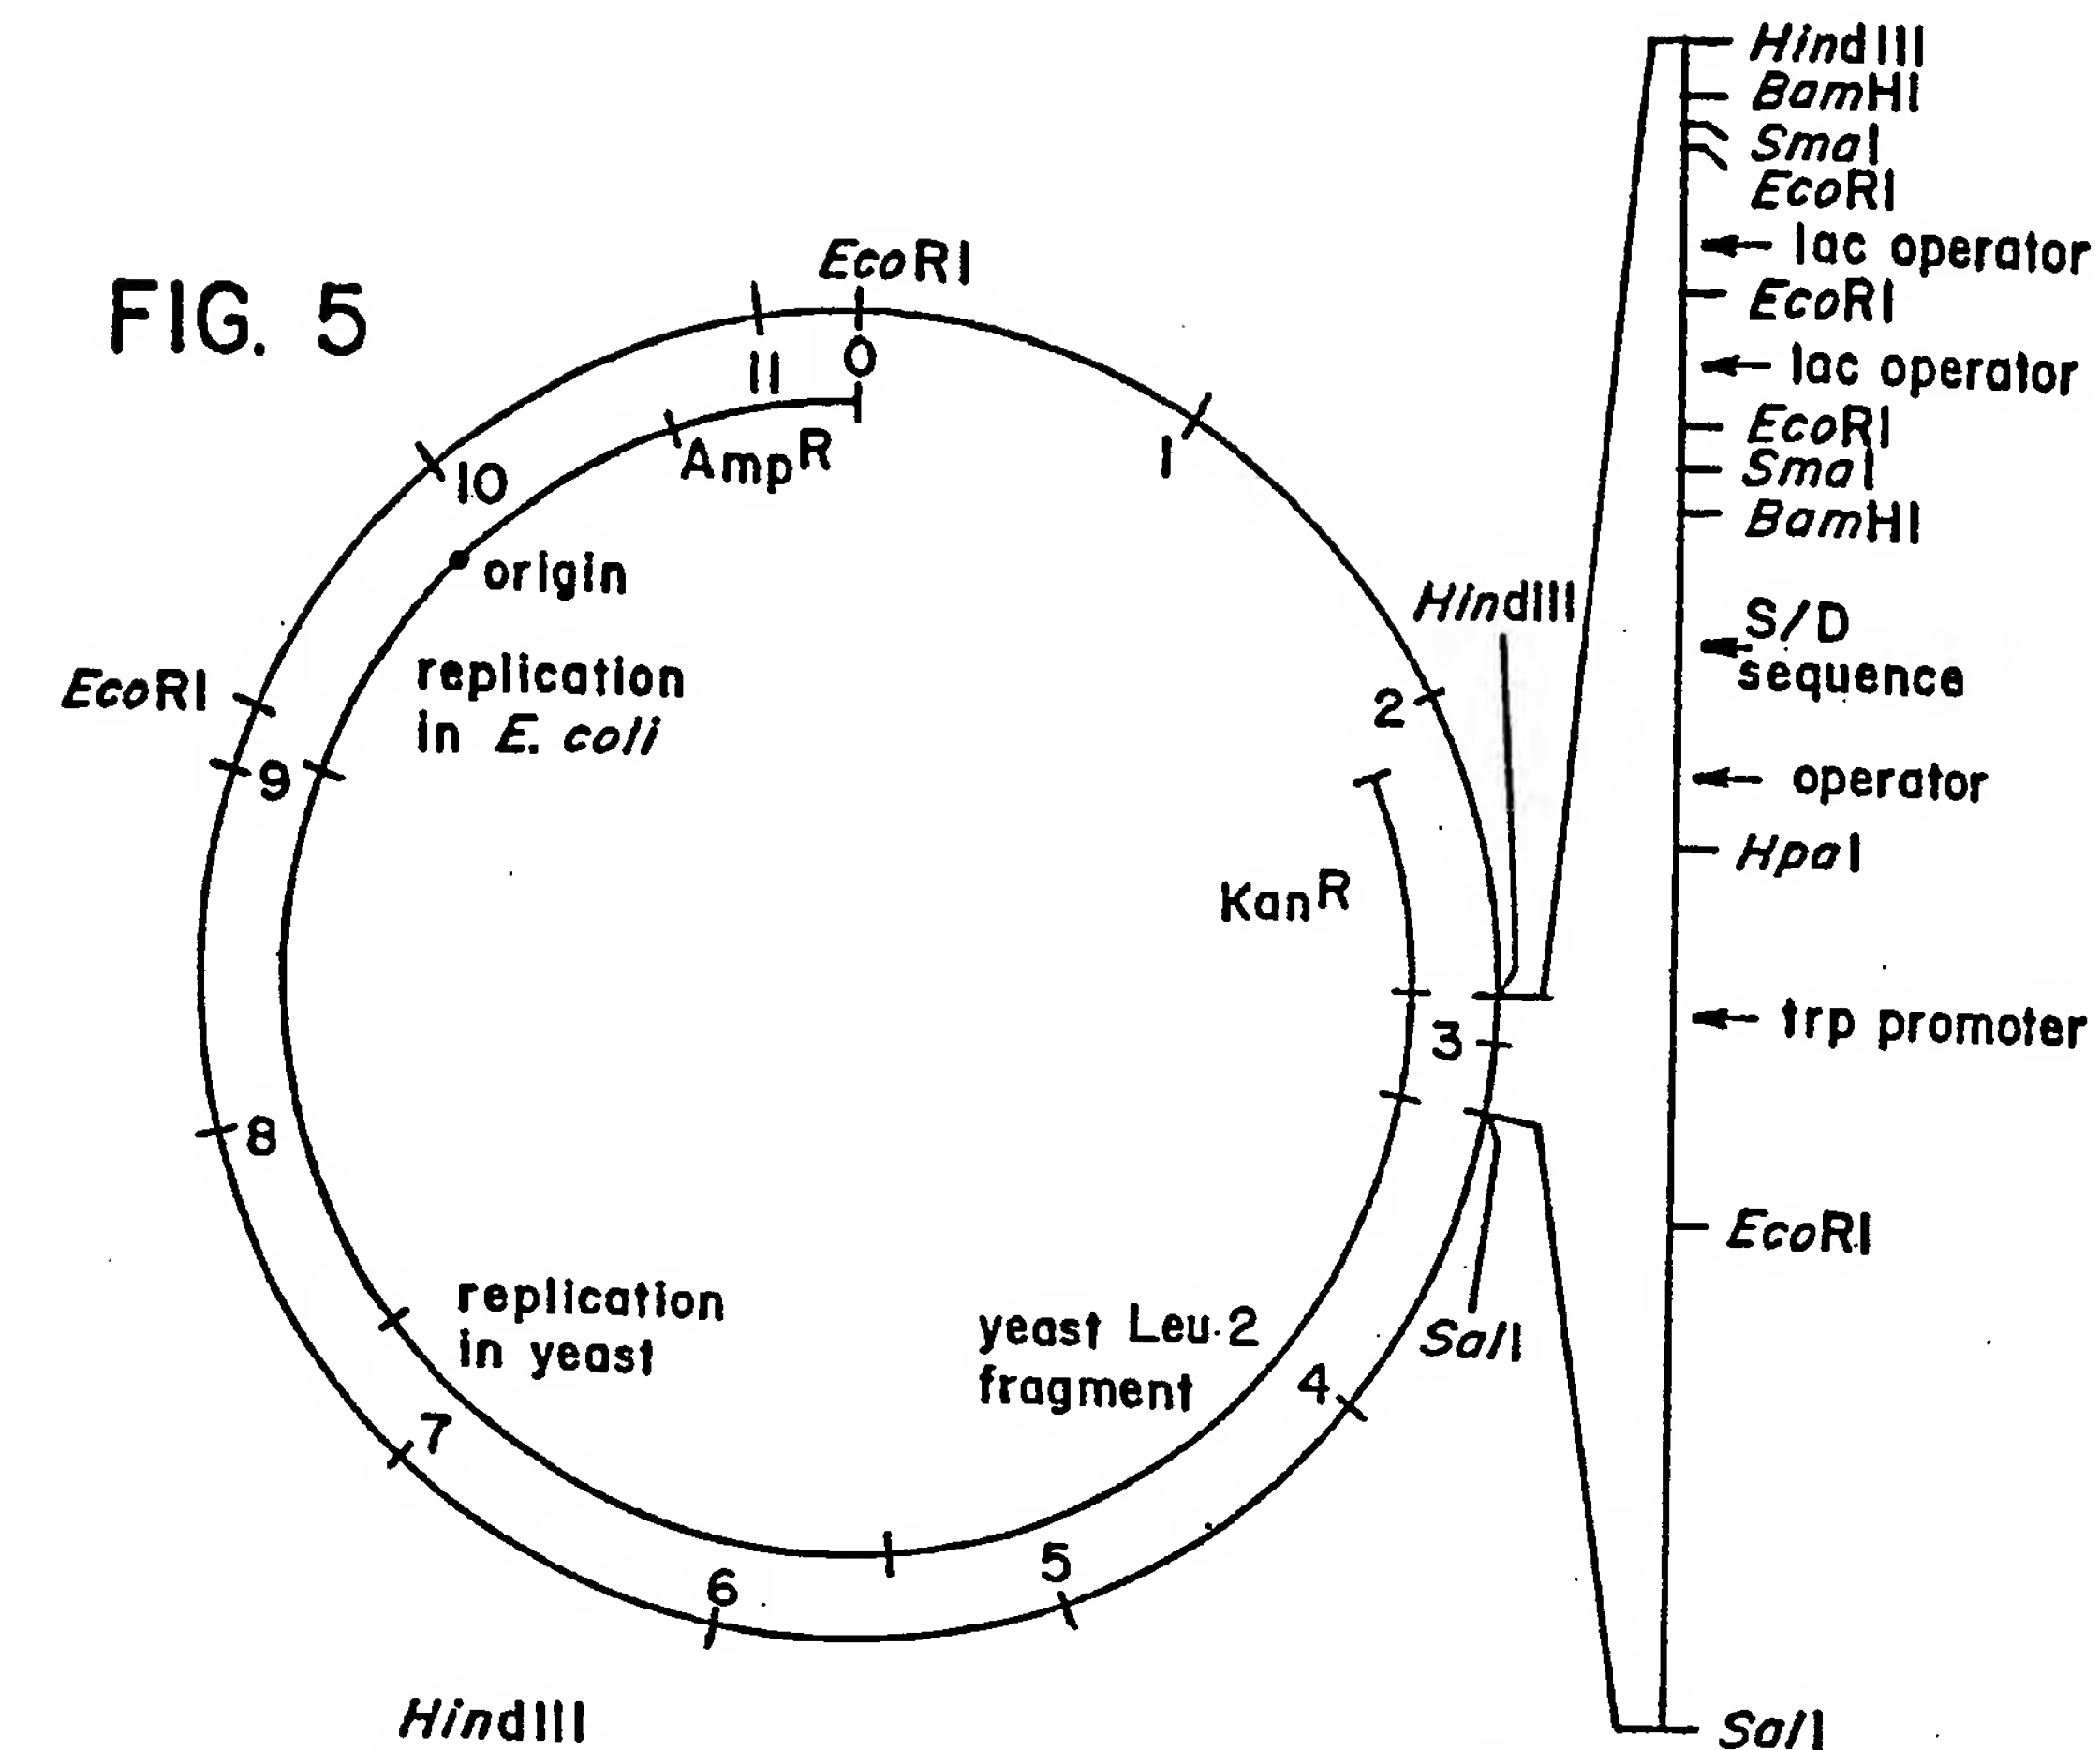 FIG. 5
EcoRI
0
11
AmpR
10
origin
replication
in E. coli
EcoRI
9
8
replication
in yeast
7
6
HindIII
5
yeast Leu·2
fragment
4
SalI
3
KanR
HindIII
2
1
HindIII
BamHI
SmaI
EcoRI
lac operator
EcoRI
lac operator
EcoRI
SmaI
BamHI
S/D
sequence
operator
HpaI
trp promoter
EcoRI
SalI